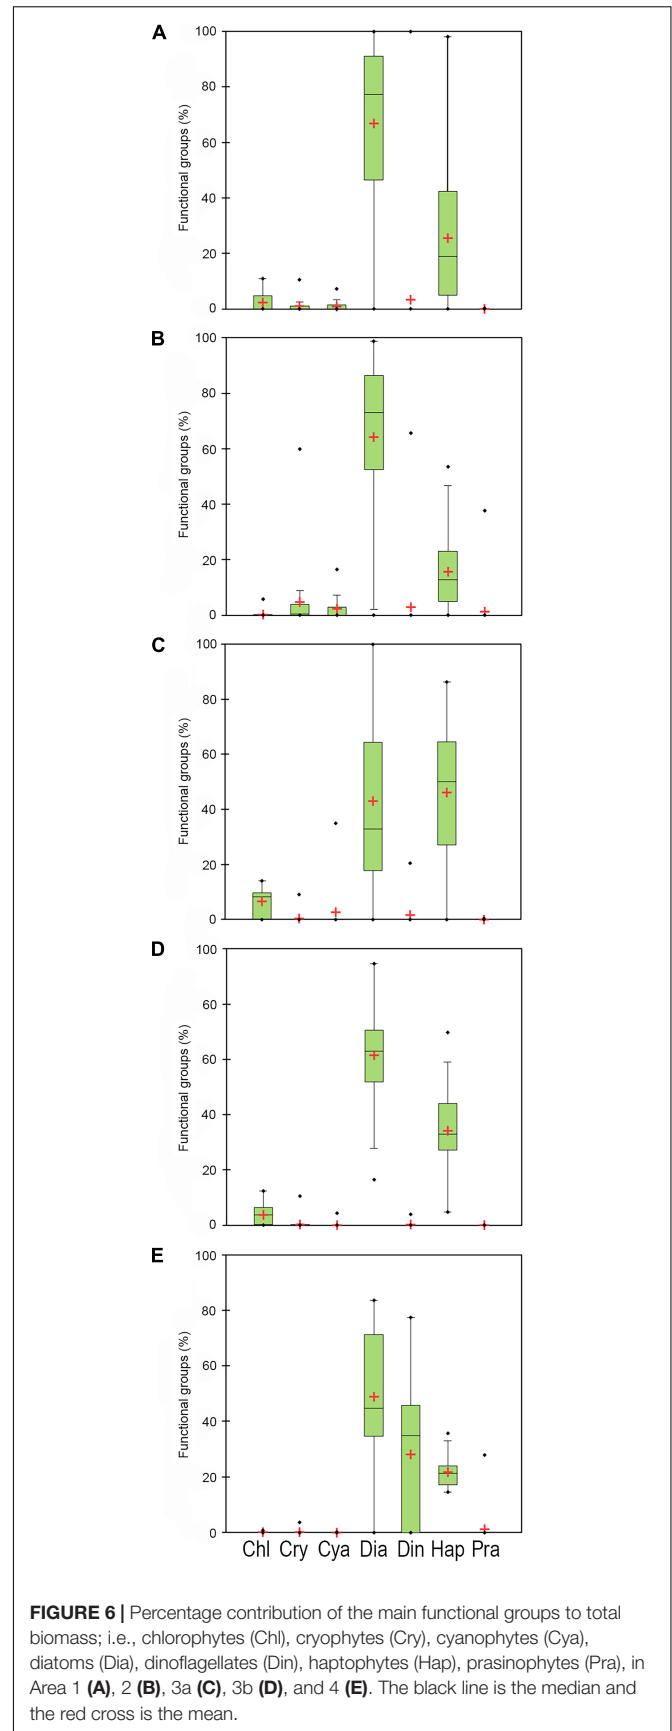 A
100
80
60
40
20
0
Functional groups (%)
B
100
80
60
40
20
0
Functional groups (%)
C
100
80
60
40
20
0
Functional groups (%)
D
100
60
60
40
20
0
Functional groups (%)
E
100
80
60
40
20
0
Functional groups (%)
Chl Cry Cya Dia Din Hap Pra
FIGURE 6 | Percentage contribution of the main functional groups to total
biomass; i.e., chlorophytes (Chl), cryophytes (Cry), cyanophytes (Cya),
diatoms (Dia), dinoflagellates (Din), haptophytes (Hap), prasinophytes (Pra), in
Area 1 (A), 2 (B), 3a (C), 3b (D), and 4 (E). The black line is the median and
the red cross is the mean.